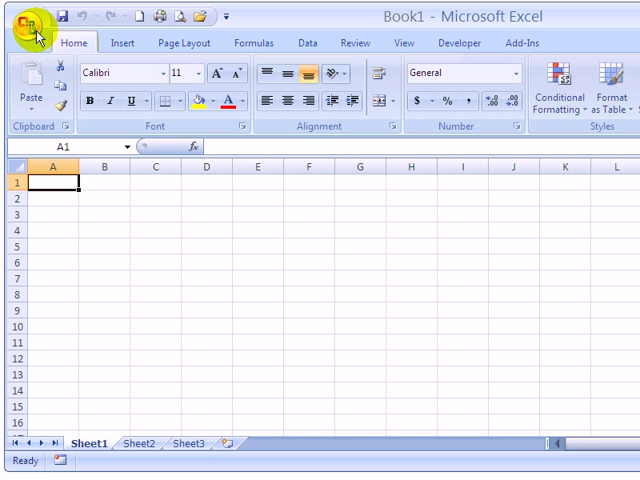 Book1 - Microsoft Excel
Home Insert Page Layout Formulas Data Review View Developer Add-Ins
Calibri 11 General
Paste B I U $ % , Conditional Formatting Format as Table
Clipboard Font Alignment Number Styles
A1 fx
A B C D E F G H I J K L
1
2
3
4
5
6
7
8
9
10
11
12
13
14
15
16
Sheet1 Sheet2 Sheet3
Ready